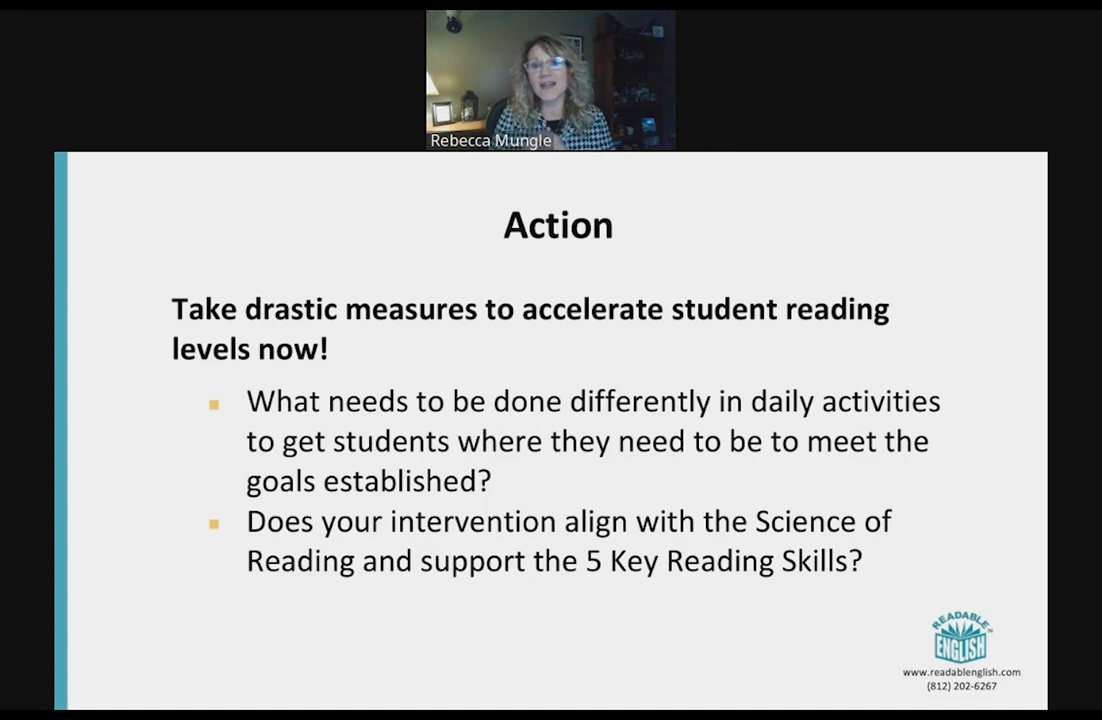 Rebecca Mungle
Action
Take drastic measures to accelerate student reading
levels now!
What needs to be done differently in daily activities
to get students where they need to be to meet the
goals established?
Does your intervention align with the Science of
Reading and support the 5 Key Reading Skills?
READABLE
ENGLISH
www.readablenglish.com
(812) 202-6267